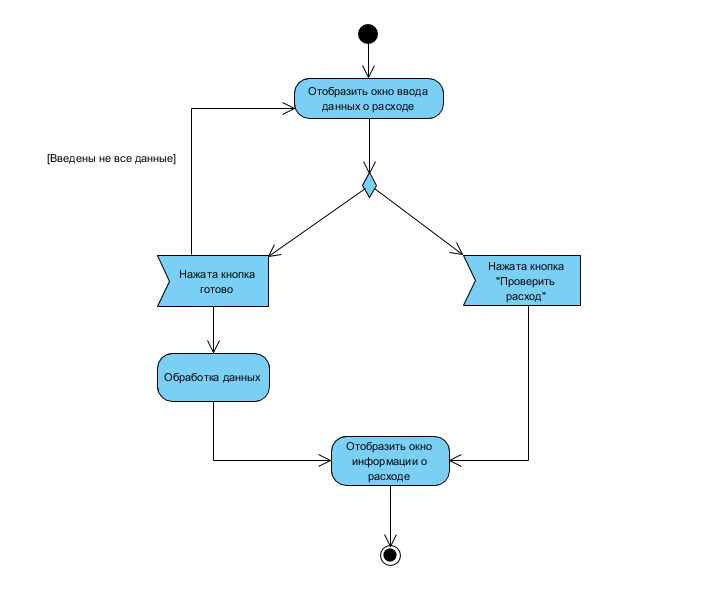 Отобразить окно ввода
данных о расходе
[Введены не все данные]
Нажата кнопка
готово
Нажата кнопка
"Проверить
расход"
Обработка данных
Отобразить окно
информации о
расходе